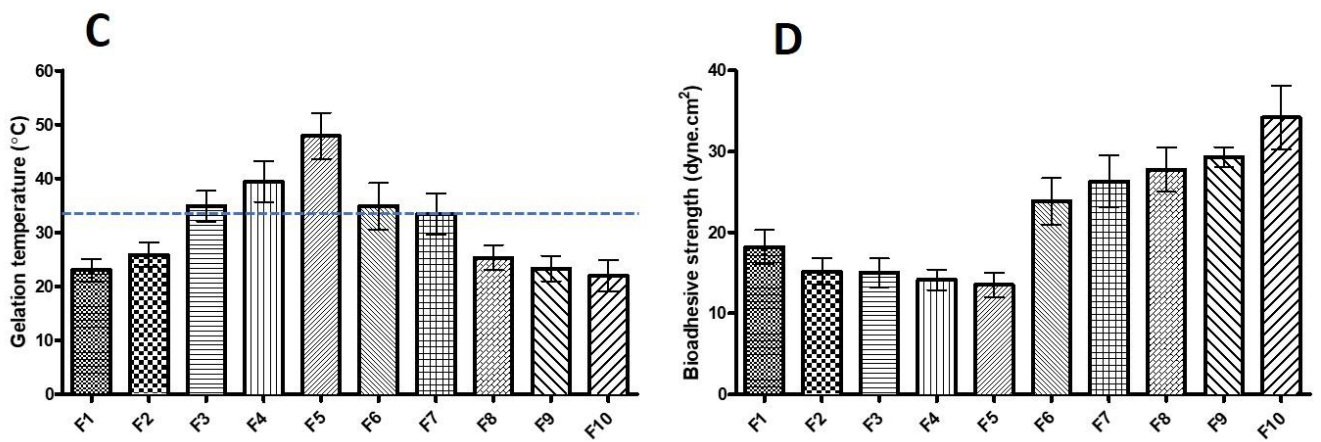 C
Gelation temperature (°C)
60
50
40
30
20
10
0
F1 F2 F3 F4 F5 F6 F7 F8 F9 F10
D
Bioadhesive strength (dyne.cm²)
40
30
20
10
0
F1 F2 F3 F4 F5 F6 F7 F8 F9 F10